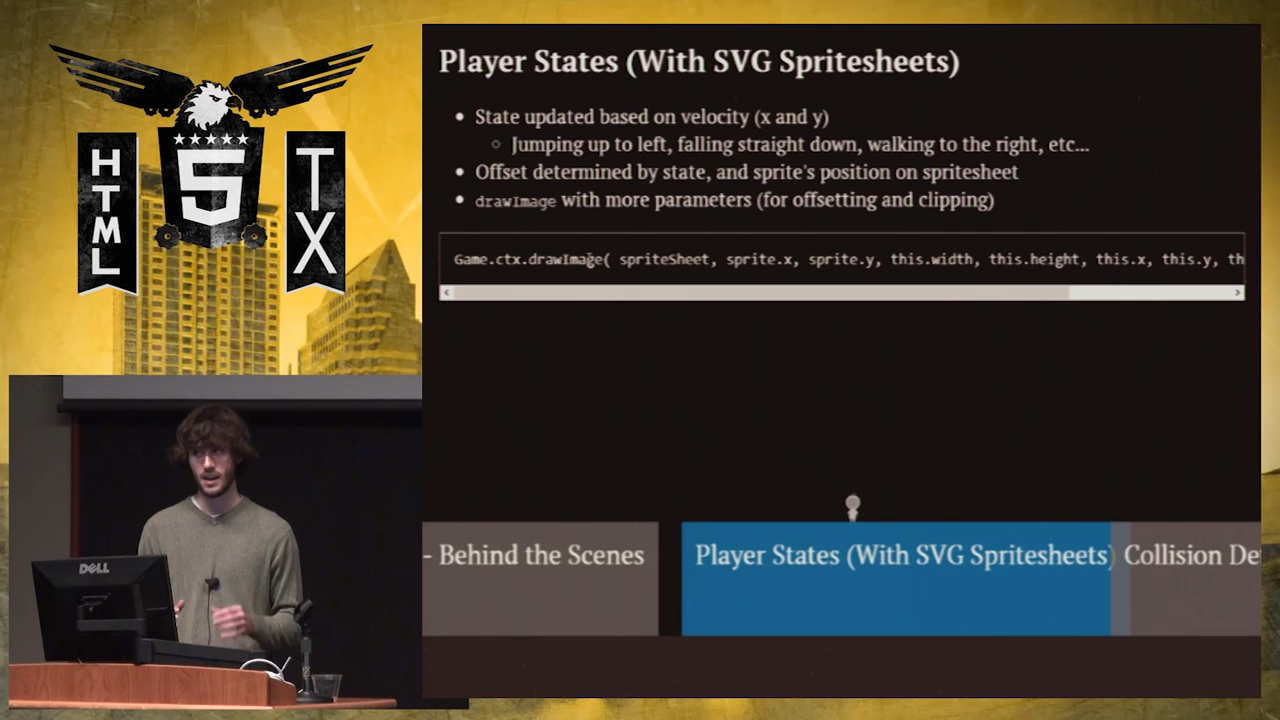 HTML
5
TX
Player States (With SVG Spritesheets)
• State updated based on velocity (x and y)
◦ Jumping up to left, falling straight down, walking to the right, etc...
• Offset determined by state, and sprite's position on spritesheet
• drawImage with more parameters (for offsetting and clipping)
Game.ctx.drawImage( spriteSheet, sprite.x, sprite.y, this.width, this.height, this.x, this.y, th
- Behind the Scenes
Player States (With SVG Spritesheets)
Collision De
DELL